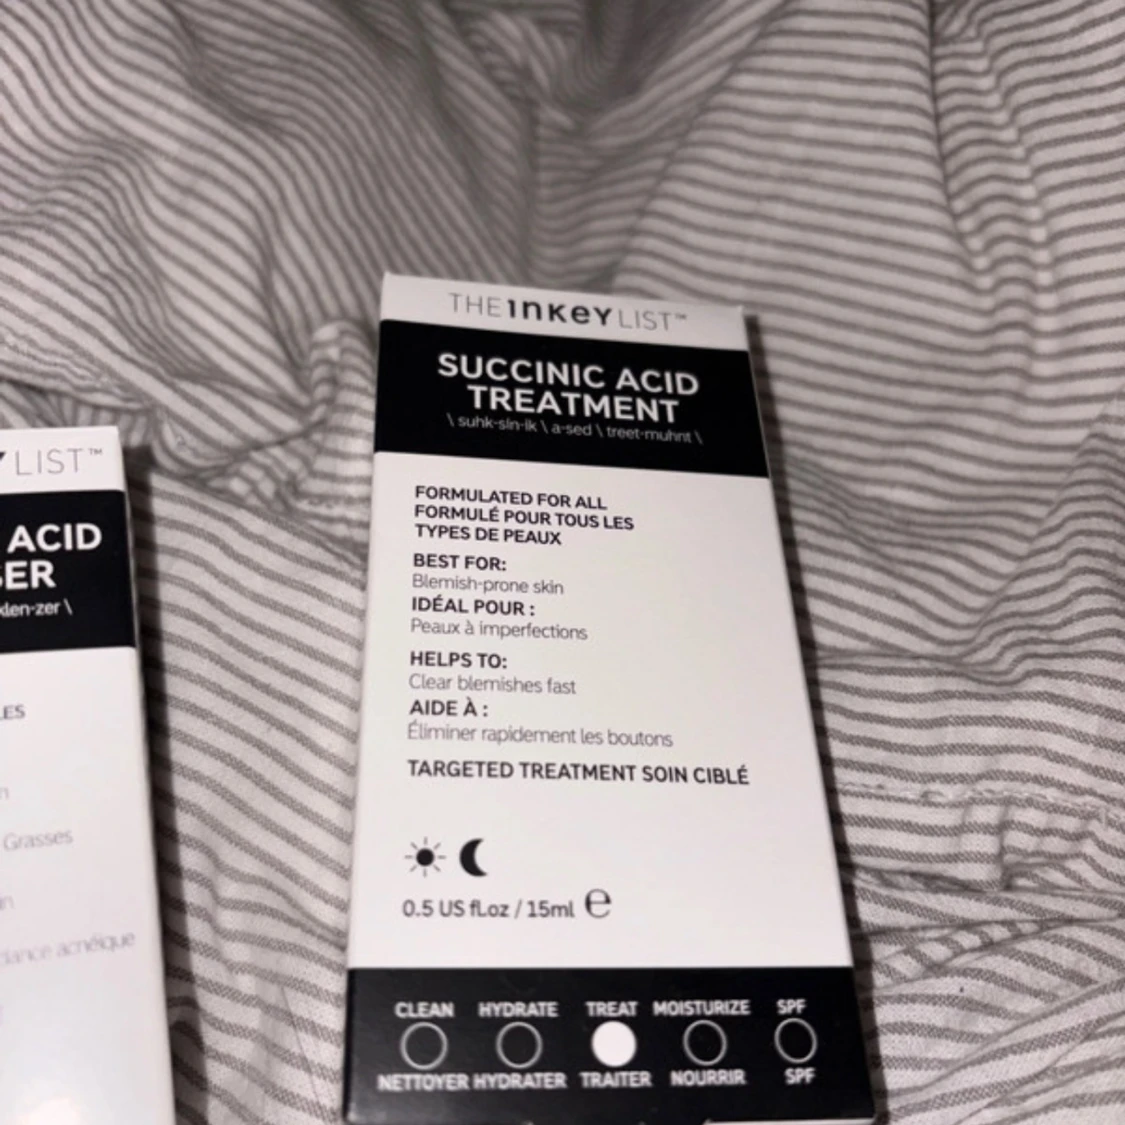 THE INKEY LIST™
SUCCINIC ACID
TREATMENT
\ suhk·sin·ik \ a·sed \ treet·muhnt \
FORMULATED FOR ALL
FORMULÉ POUR TOUS LES
TYPES DE PEAUX
BEST FOR:
Blemish-prone skin
IDÉAL POUR :
Peaux à imperfections
HELPS TO:
Clear blemishes fast
AIDE À :
Éliminer rapidement les boutons
TARGETED TREATMENT SOIN CIBLÉ
0.5 US fl.oz / 15ml ℮
CLEAN HYDRATE TREAT MOISTURIZE SPF
NETTOYER HYDRATER TRAITER NOURRIR SPF
Y LIST™
ACID
SER
klen·zer \
LES
Grasses
dance acnéique